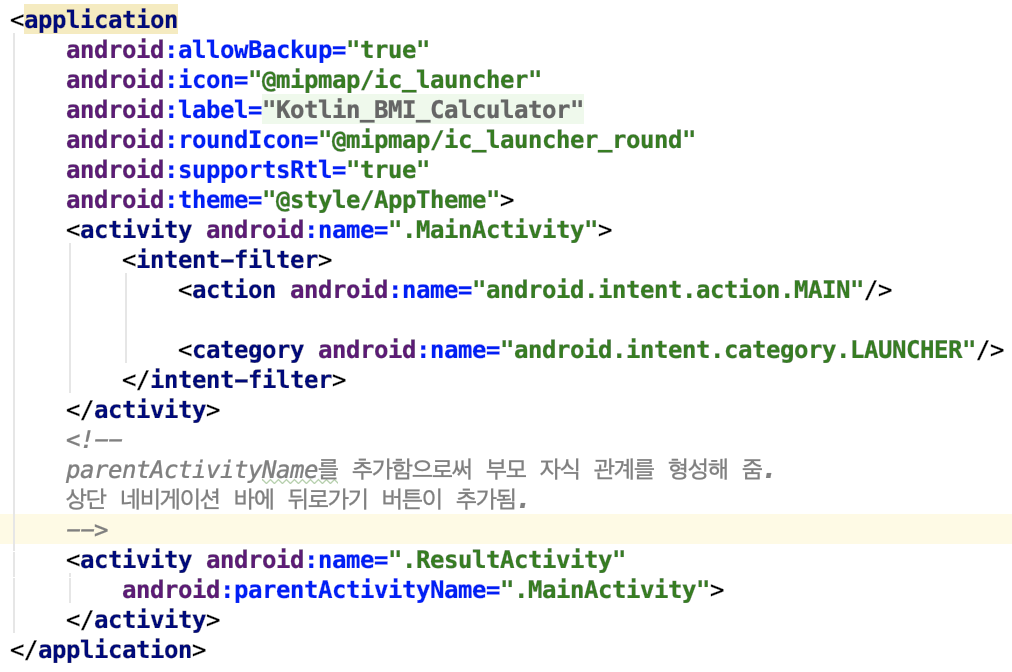 <application
android:allowBackup="true"
android:icon="@mipmap/ic_launcher"
android:label="Kotlin_BMI_Calculator"
android:roundIcon="@mipmap/ic_launcher_round"
android:supportsRtl="true"
android:theme="@style/AppTheme">
<activity android:name=".MainActivity">
<intent-filter>
<action android:name="android.intent.action.MAIN"/>
<category android:name="android.intent.category.LAUNCHER"/>
</intent-filter>
</activity>
<!--
parentActivityName를 추가함으로써 부모 자식 관계를 형성해 줌.
상단 네비게이션 바에 뒤로가기 버튼이 추가됨.
-->
<activity android:name=".ResultActivity"
android:parentActivityName=".MainActivity">
</activity>
</application>